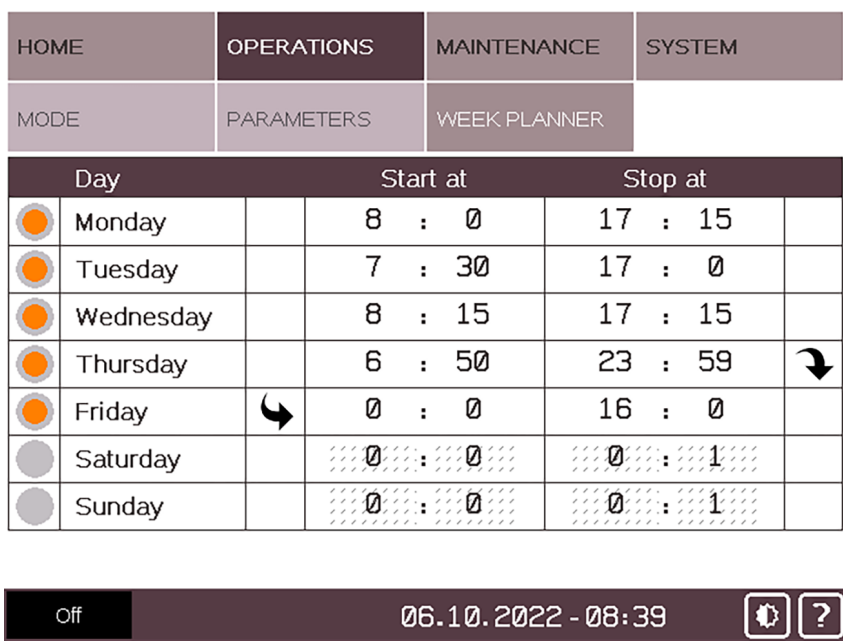 HOME OPERATIONS MAINTENANCE SYSTEM
MODE PARAMETERS WEEK PLANNER
Day Start at Stop at
Monday 8 : 0 17 : 15
Tuesday 7 : 30 17 : 0
Wednesday 8 : 15 17 : 15
Thursday 6 : 50 23 : 59
Friday 0 : 0 16 : 0
Saturday 0 : 0 0 : 1
Sunday 0 : 0 0 : 1
Off 06.10.2022 - 08:39 ?